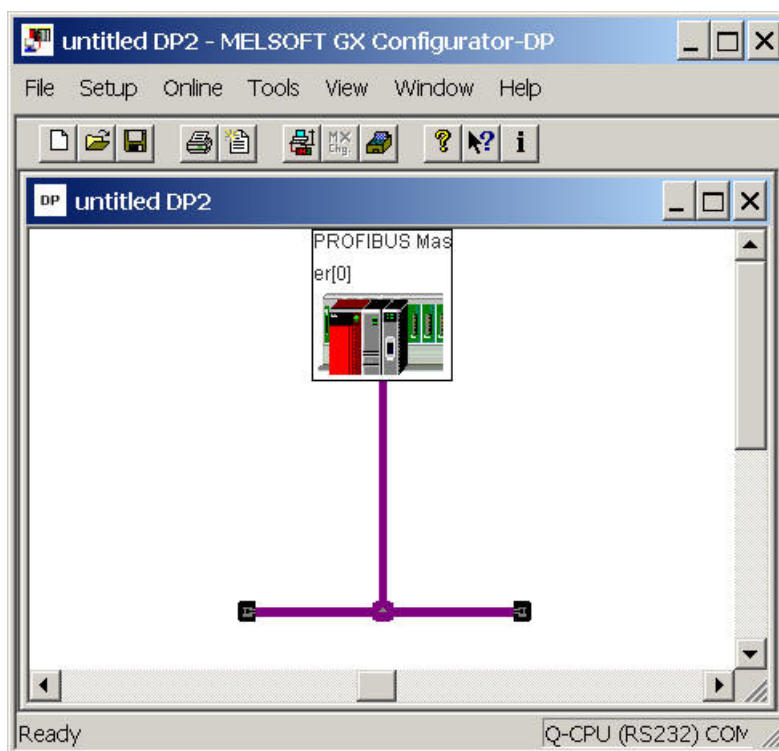 untitled DP2 - MELSOFT GX Configurator-DP
File Setup Online Tools View Window Help
MX Chg.
DP untitled DP2
PROFIBUS Mas
er[0]
Ready Q-CPU (RS232) COM